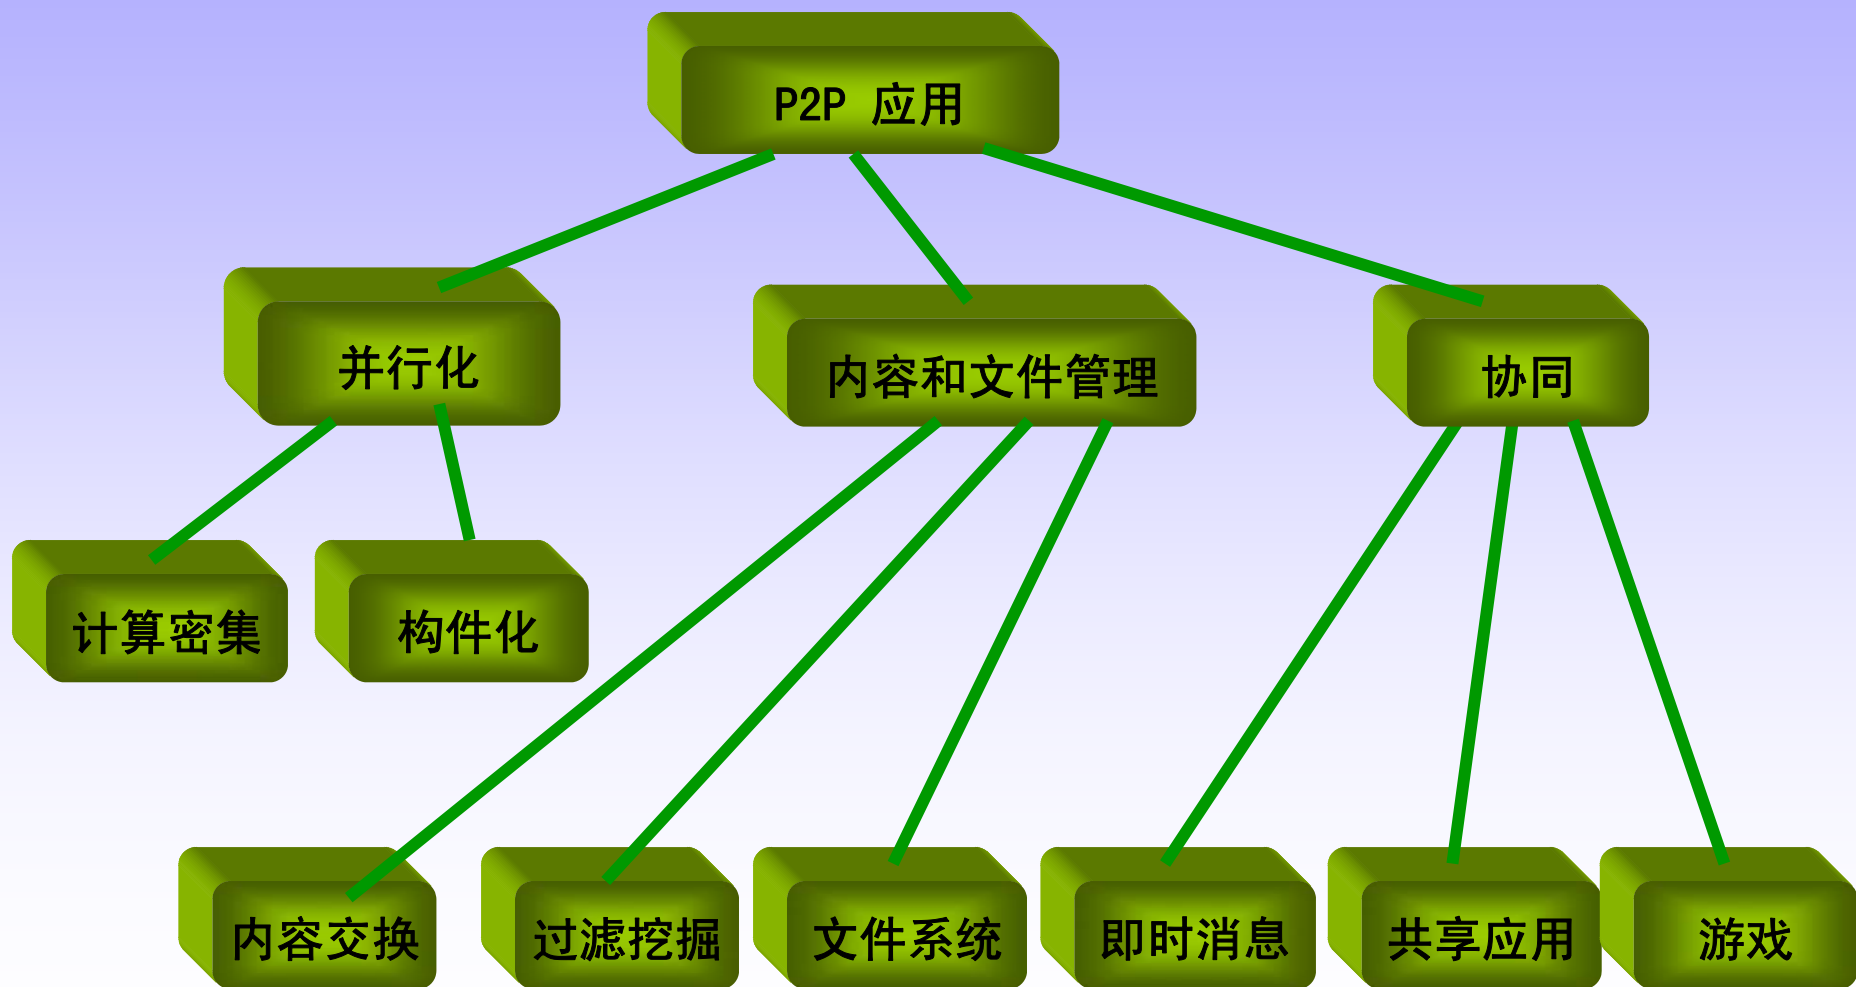 P2P 应用
并行化
内容和文件管理
协同
计算密集
构件化
内容交换
过滤挖掘
文件系统
即时消息
共享应用
游戏